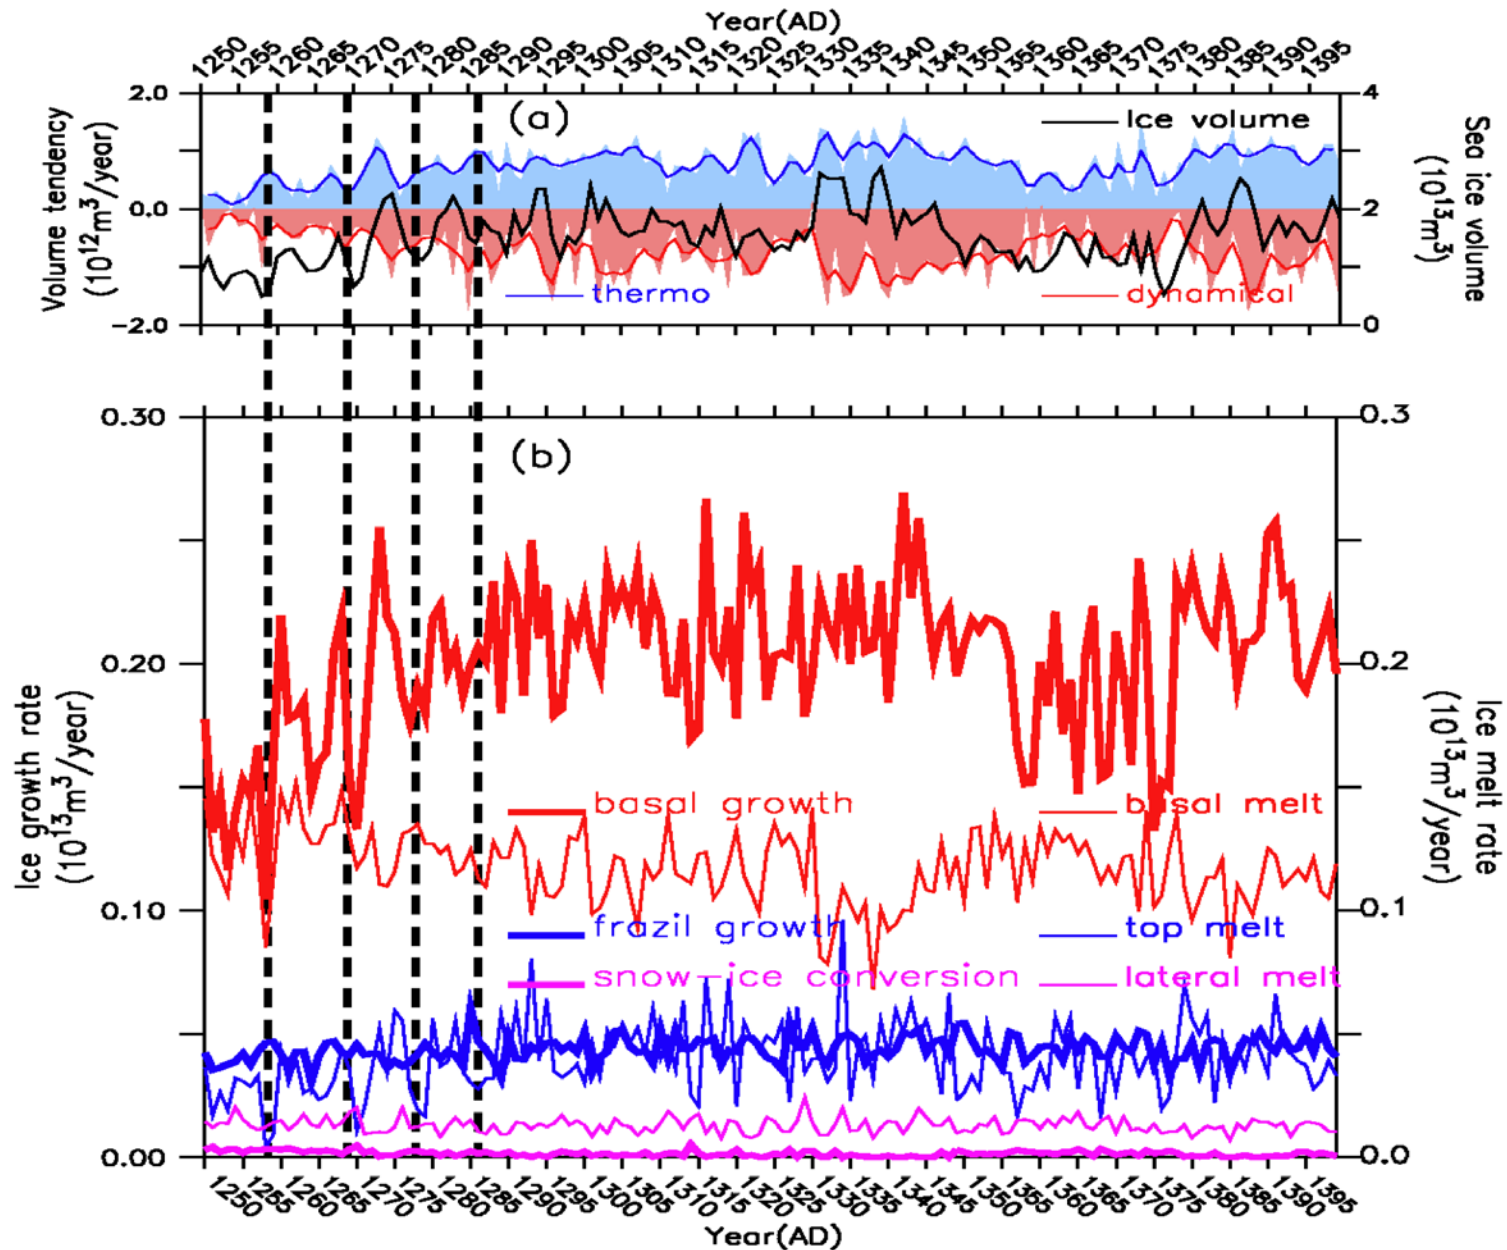 Year(AD)
1250 1255 1260 1265 1270 1275 1280 1285 1290 1295 1300 1305 1310 1315 1320 1325 1330 1335 1340 1345 1350 1355 1360 1365 1370 1375 1380 1385 1390 1395
Volume tendency
(10¹²m³/year)
2.0
0.0
−2.0
(a)
Ice volume
thermo
dynamical
4
2
0
Sea ice volume
(10¹³m³)
Ice growth rate
(10¹³m³/year)
0.30
0.20
0.10
0.00
(b)
basal growth
basal melt
frazil growth
top melt
snow-ice conversion
lateral melt
0.3
0.2
0.1
0.0
Ice melt rate
(10¹³m³/year)
1250 1255 1260 1265 1270 1275 1280 1285 1290 1295 1300 1305 1310 1315 1320 1325 1330 1335 1340 1345 1350 1355 1360 1365 1370 1375 1380 1385 1390 1395
Year(AD)